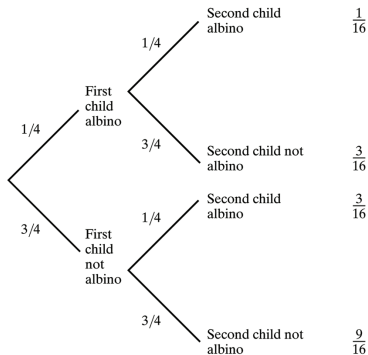 Second child
albino
1/16
1/4
First
child
albino
1/4
3/4
Second child not
albino
3/16
Second child
albino
3/16
3/4
First
child
not
albino
1/4
3/4
Second child not
albino
9/16